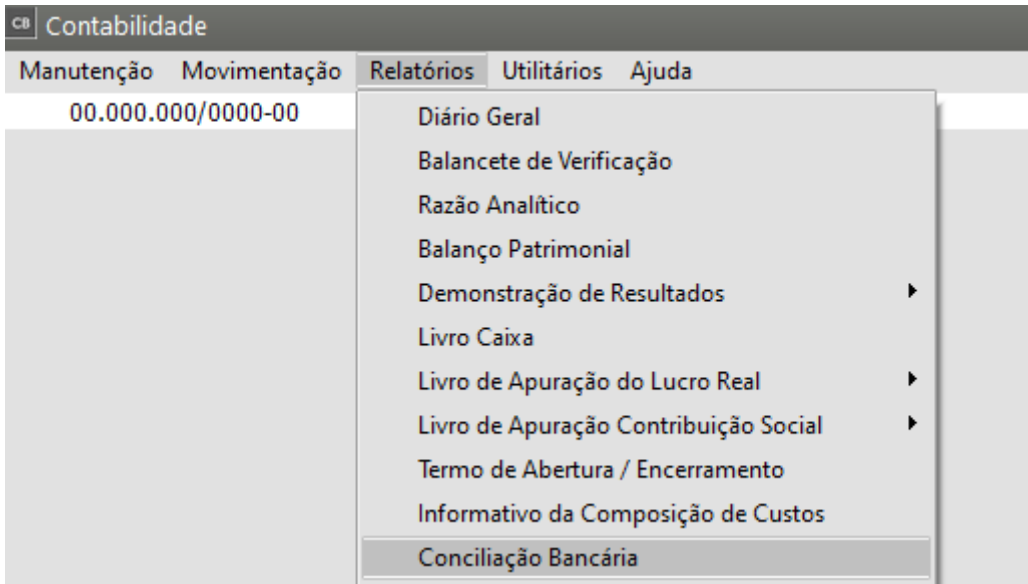 CB Contabilidade
Manutenção Movimentação Relatórios Utilitários Ajuda
00.000.000/0000-00
Diário Geral
Balancete de Verificação
Razão Analítico
Balanço Patrimonial
Demonstração de Resultados
Livro Caixa
Livro de Apuração do Lucro Real
Livro de Apuração Contribuição Social
Termo de Abertura / Encerramento
Informativo da Composição de Custos
Conciliação Bancária